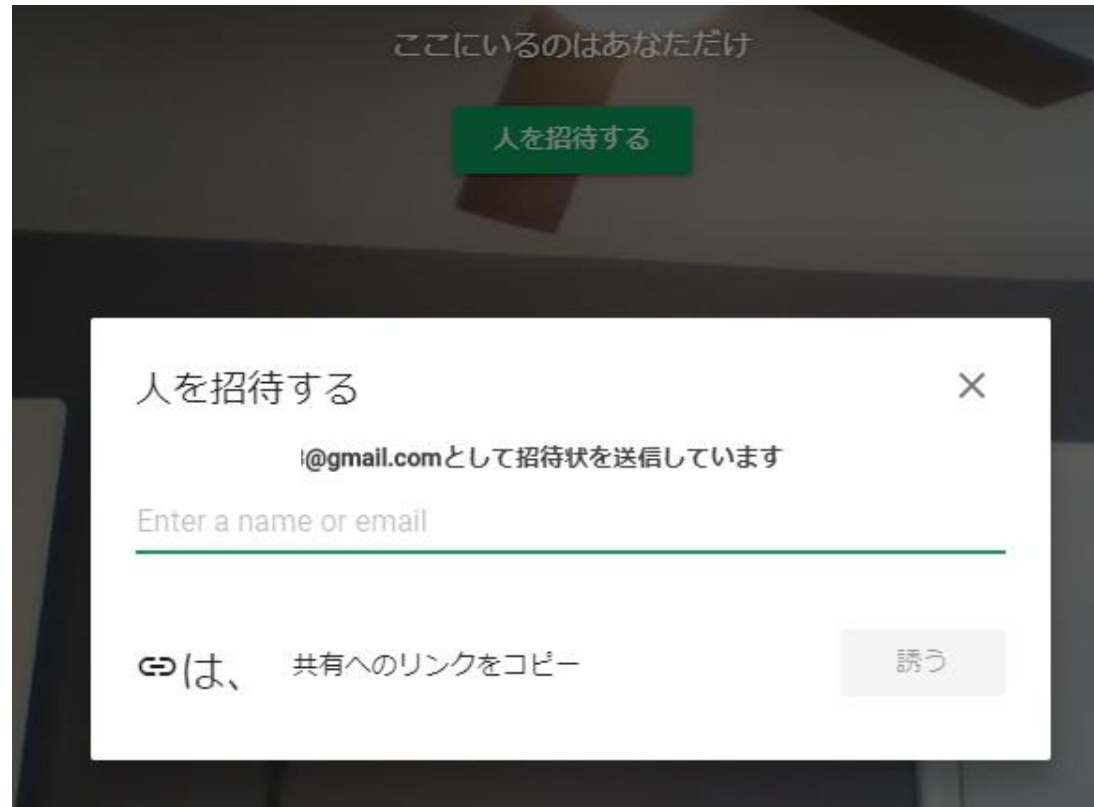 ここにいるのはあなただけ
人を招待する
人を招待する
@gmail.comとして招待状を送信しています
Enter a name or email
は、 共有へのリンクをコピー 誘う